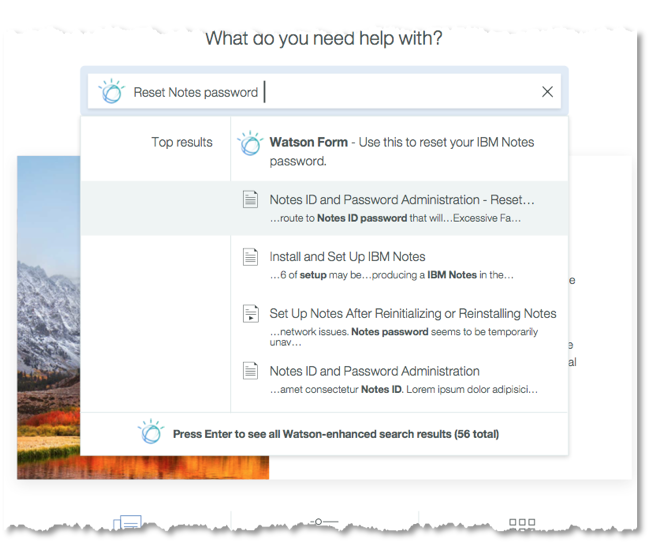 What do you need help with?
Reset Notes password
Top results
Watson Form - Use this to reset your IBM Notes
password.
Notes ID and Password Administration - Reset…
…route to Notes ID password that will…Excessive Fa…
Install and Set Up IBM Notes
…6 of setup may be…producing a IBM Notes in the…
Set Up Notes After Reinitializing or Reinstalling Notes
…network issues. Notes password seems to be temporarily
unav…
Notes ID and Password Administration
…amet consectetur Notes ID. Lorem ipsum dolor adipisici…
Press Enter to see all Watson-enhanced search results (56 total)